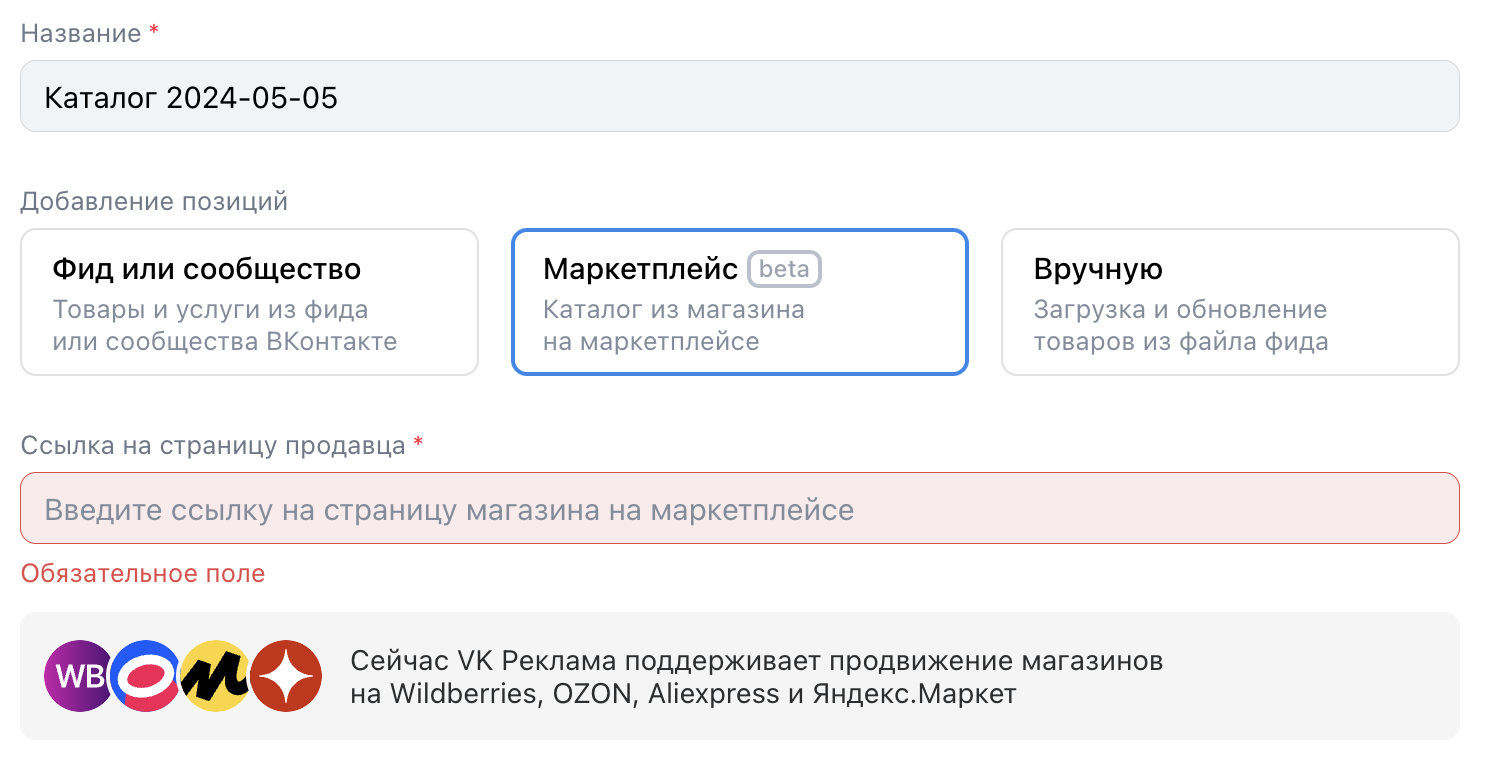 Название *
Каталог 2024-05-05
Добавление позиций
Фид или сообщество
Товары и услуги из фида
или сообщества ВКонтакте
Маркетплейс beta
Каталог из магазина
на маркетплейсе
Вручную
Загрузка и обновление
товаров из файла фида
Ссылка на страницу продавца *
Введите ссылку на страницу магазина на маркетплейсе
Обязательное поле
WB
Сейчас VK Реклама поддерживает продвижение магазинов
на Wildberries, OZON, Aliexpress и Яндекс.Маркет